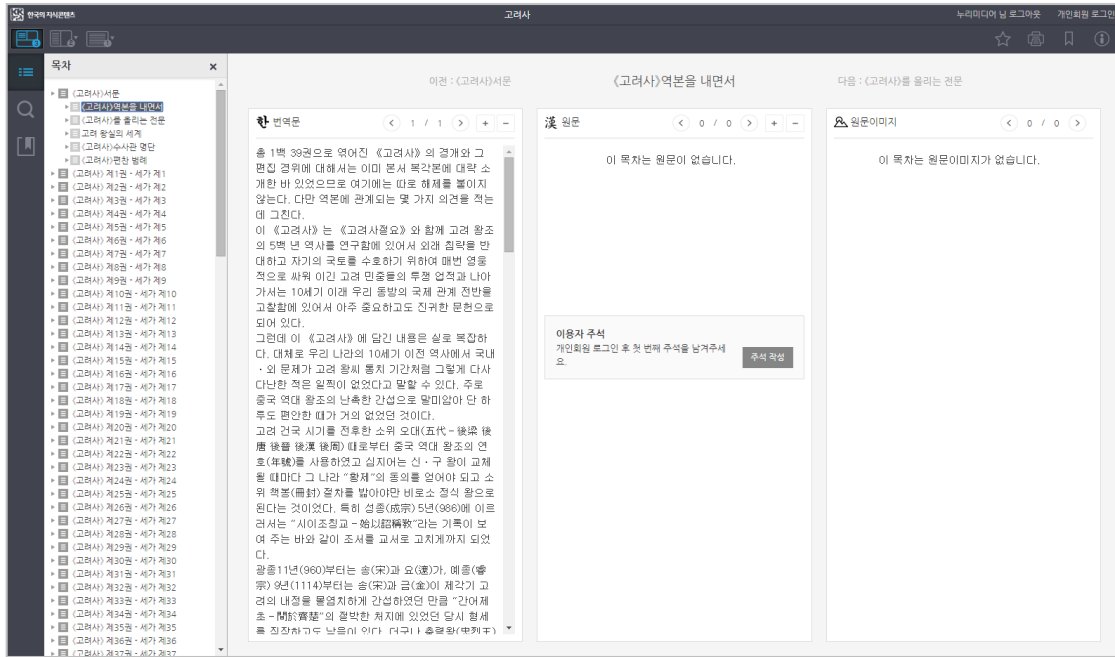 한국의 지식콘텐츠
고려사
누리미디어 님 로그아웃 개인회원 로그인
목차
×
《고려사》서문
《고려사》역본을 내면서
《고려사》를 올리는 전문
고려 왕실의 세계
《고려사》수사관 명단
《고려사》편찬 범례
《고려사》 제1권 - 세가 제1
《고려사》 제2권 - 세가 제2
《고려사》 제3권 - 세가 제3
《고려사》 제4권 - 세가 제4
《고려사》 제5권 - 세가 제5
《고려사》 제6권 - 세가 제6
《고려사》 제7권 - 세가 제7
《고려사》 제8권 - 세가 제8
《고려사》 제9권 - 세가 제9
《고려사》 제10권 - 세가 제10
《고려사》 제11권 - 세가 제11
《고려사》 제12권 - 세가 제12
《고려사》 제13권 - 세가 제13
《고려사》 제14권 - 세가 제14
《고려사》 제15권 - 세가 제15
《고려사》 제16권 - 세가 제16
《고려사》 제17권 - 세가 제17
《고려사》 제18권 - 세가 제18
《고려사》 제19권 - 세가 제19
《고려사》 제20권 - 세가 제20
《고려사》 제21권 - 세가 제21
《고려사》 제22권 - 세가 제22
《고려사》 제23권 - 세가 제23
《고려사》 제24권 - 세가 제24
《고려사》 제25권 - 세가 제25
《고려사》 제26권 - 세가 제26
《고려사》 제27권 - 세가 제27
《고려사》 제28권 - 세가 제28
《고려사》 제29권 - 세가 제29
《고려사》 제30권 - 세가 제30
《고려사》 제31권 - 세가 제31
《고려사》 제32권 - 세가 제32
《고려사》 제33권 - 세가 제33
《고려사》 제34권 - 세가 제34
《고려사》 제35권 - 세가 제35
《고려사》 제36권 - 세가 제36
《고려사》 제37권 - 세가 제37
이전 : 《고려사》서문
《고려사》역본을 내면서
다음 : 《고려사》를 올리는 전문
한 번역문 < 1 / 1 > + -
총 1백 39권으로 엮어진 《고려사》의 경개와 그
편집 경위에 대해서는 이미 본서 복각본에 대략 소
개한 바 있었으므로 여기에는 따로 해제를 붙이지
않는다. 다만 역본에 관계되는 몇 가지 의견을 적는
데 그친다.
이 《고려사》는 《고려사절요》와 함께 고려 왕조
의 5백 년 역사를 연구함에 있어서 외래 침략을 반
대하고 자기의 국토를 수호하기 위하여 매번 영웅
적으로 싸워 이긴 고려 민중들의 투쟁 업적과 나아
가서는 10세기 이래 우리 동방의 국제 관계 전반을
고찰함에 있어서 아주 중요하고도 진귀한 문헌으로
되어 있다.
그런데 이 《고려사》에 담긴 내용은 실로 복잡하
다. 대체로 우리 나라의 10세기 이전 역사에서 국내
・외 문제가 고려 왕씨 통치 기간처럼 그렇게 다사
다난한 적은 일찍이 없었다고 말할 수 있다. 주로
중국 역대 왕조의 난폭한 간섭으로 말미암아 단 하
루도 편안한 때가 거의 없었던 것이다.
고려 건국 시기를 전후한 소위 오대(五代 - 後梁 後
唐 後晉 後漢 後周) 때로부터 중국 역대 왕조의 연
호(年號)를 사용하였고 심지어는 신・구 왕이 교체
될 때마다 그 나라 "황제"의 동의를 얻어야 되고 소
위 책봉(冊封) 절차를 밟아야만 비로소 정식 왕으로
된다는 것이었다. 특히 성종(成宗) 5년(986)에 이르
러서는 "시이조칭교 - 始以詔稱敎"라는 기록이 보
여 주는 바와 같이 조서를 교서로 고치게까지 되었
다.
광종11년(960)부터는 송(宋)과 요(遼)가, 예종(睿
宗) 9년(1114)부터는 송(宋)과 금(金)이 제각기 고
려의 내정을 몰염치하게 간섭하였던 만큼 "간어제
초 - 間於齊楚"의 절박한 처지에 있었던 당시 형세
를 짐작하고도 남음이 있다. 더구나 충렬왕(忠烈王)
漢 원문 < 0 / 0 > + -
이 목차는 원문이 없습니다.
이용자 주석
개인회원 로그인 후 첫 번째 주석을 남겨주세
요.
주석 작성
원문이미지 < 0 / 0 >
이 목차는 원문이미지가 없습니다.